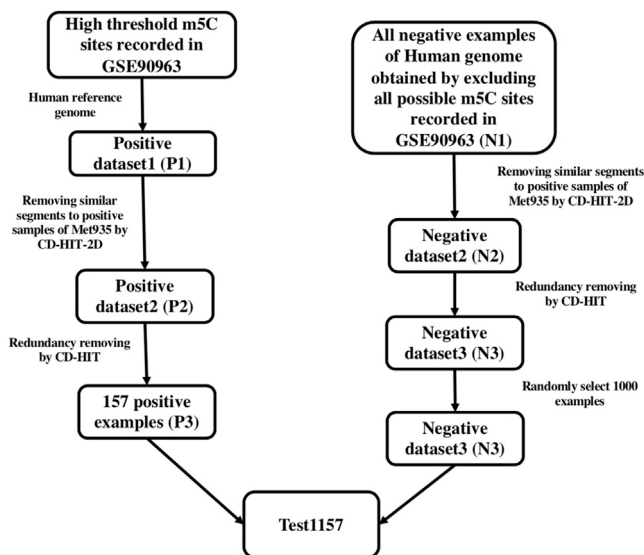 High threshold m5C
sites recorded in
GSE90963
Human reference
genome
Positive
dataset1 (P1)
Removing similar
segments to positive
samples of Met935 by
CD-HIT-2D
Positive
dataset2 (P2)
Redundancy removing
by CD-HIT
157 positive
examples (P3)
All negative examples
of Human genome
obtained by excluding
all possible m5C sites
recorded in
GSE90963 (N1)
Removing similar segments
to positive samples of
Met935 by CD-HIT-2D
Negative
dataset2 (N2)
Redundancy removing
by CD-HIT
Negative
dataset3 (N3)
Randomly select 1000
examples
Negative
dataset3 (N3)
Test1157